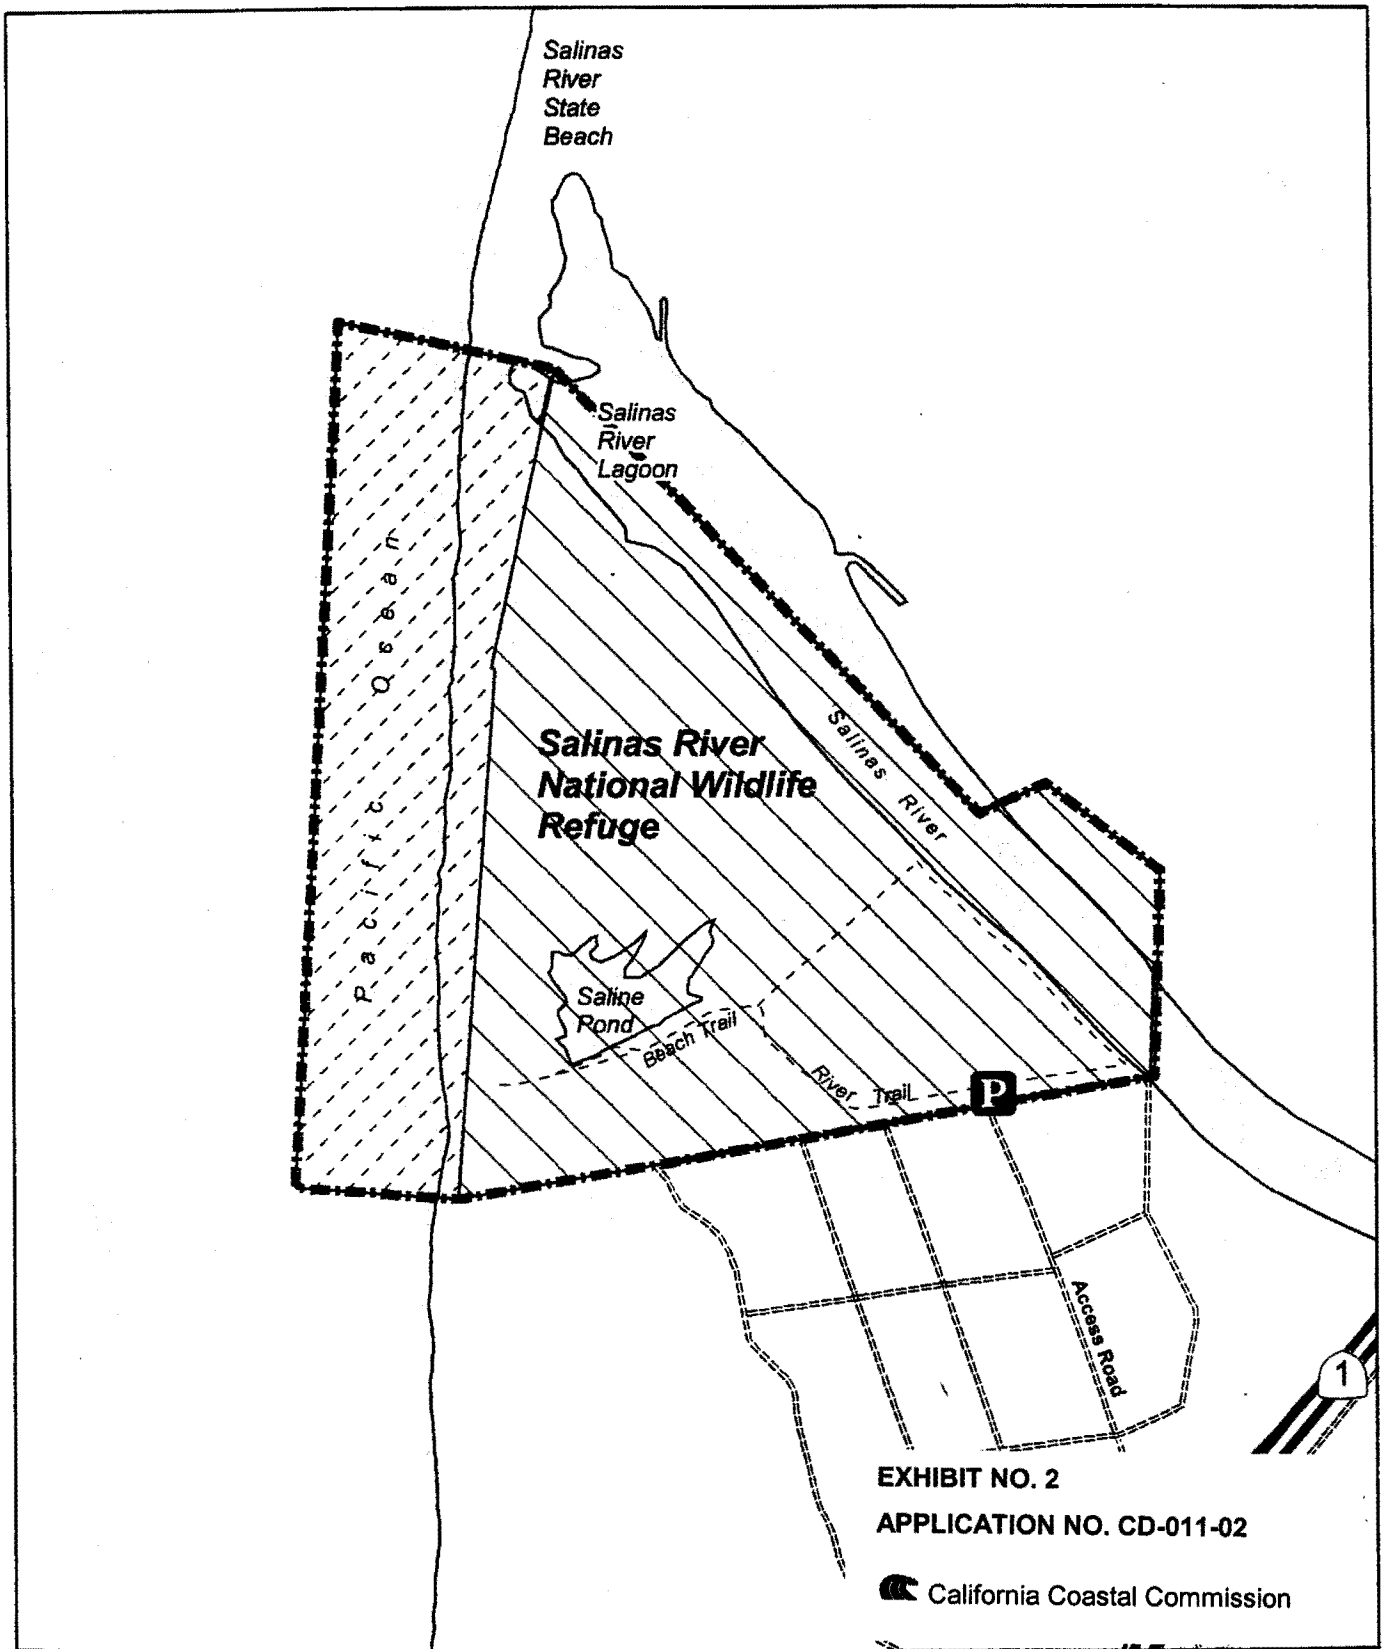 Salinas
River
State
Beach
Salinas
River
Lagoon
Pacific Ocean
Salinas River
Salinas River
National Wildlife
Refuge
Saline
Pond
Beach Trail
River Trail
P
Access Road
1
EXHIBIT NO. 2
APPLICATION NO. CD-011-02
California Coastal Commission